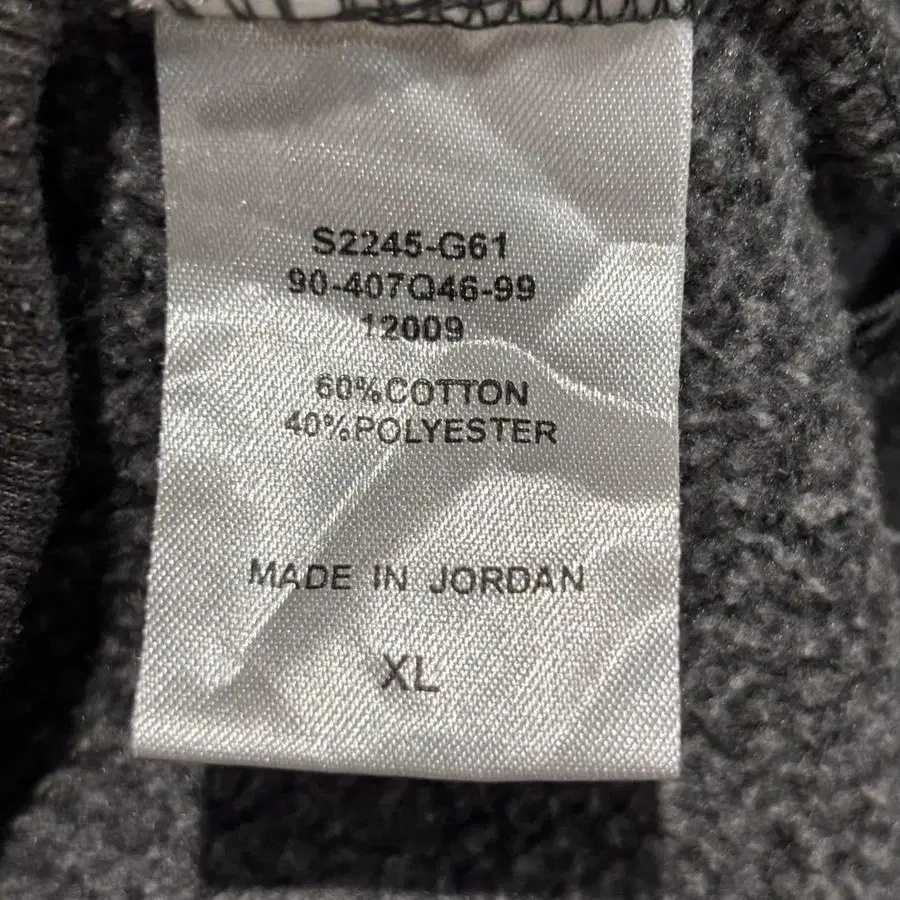 S2245-G61
90-407Q46-99
12009
60%COTTON
40%POLYESTER
MADE IN JORDAN
XL